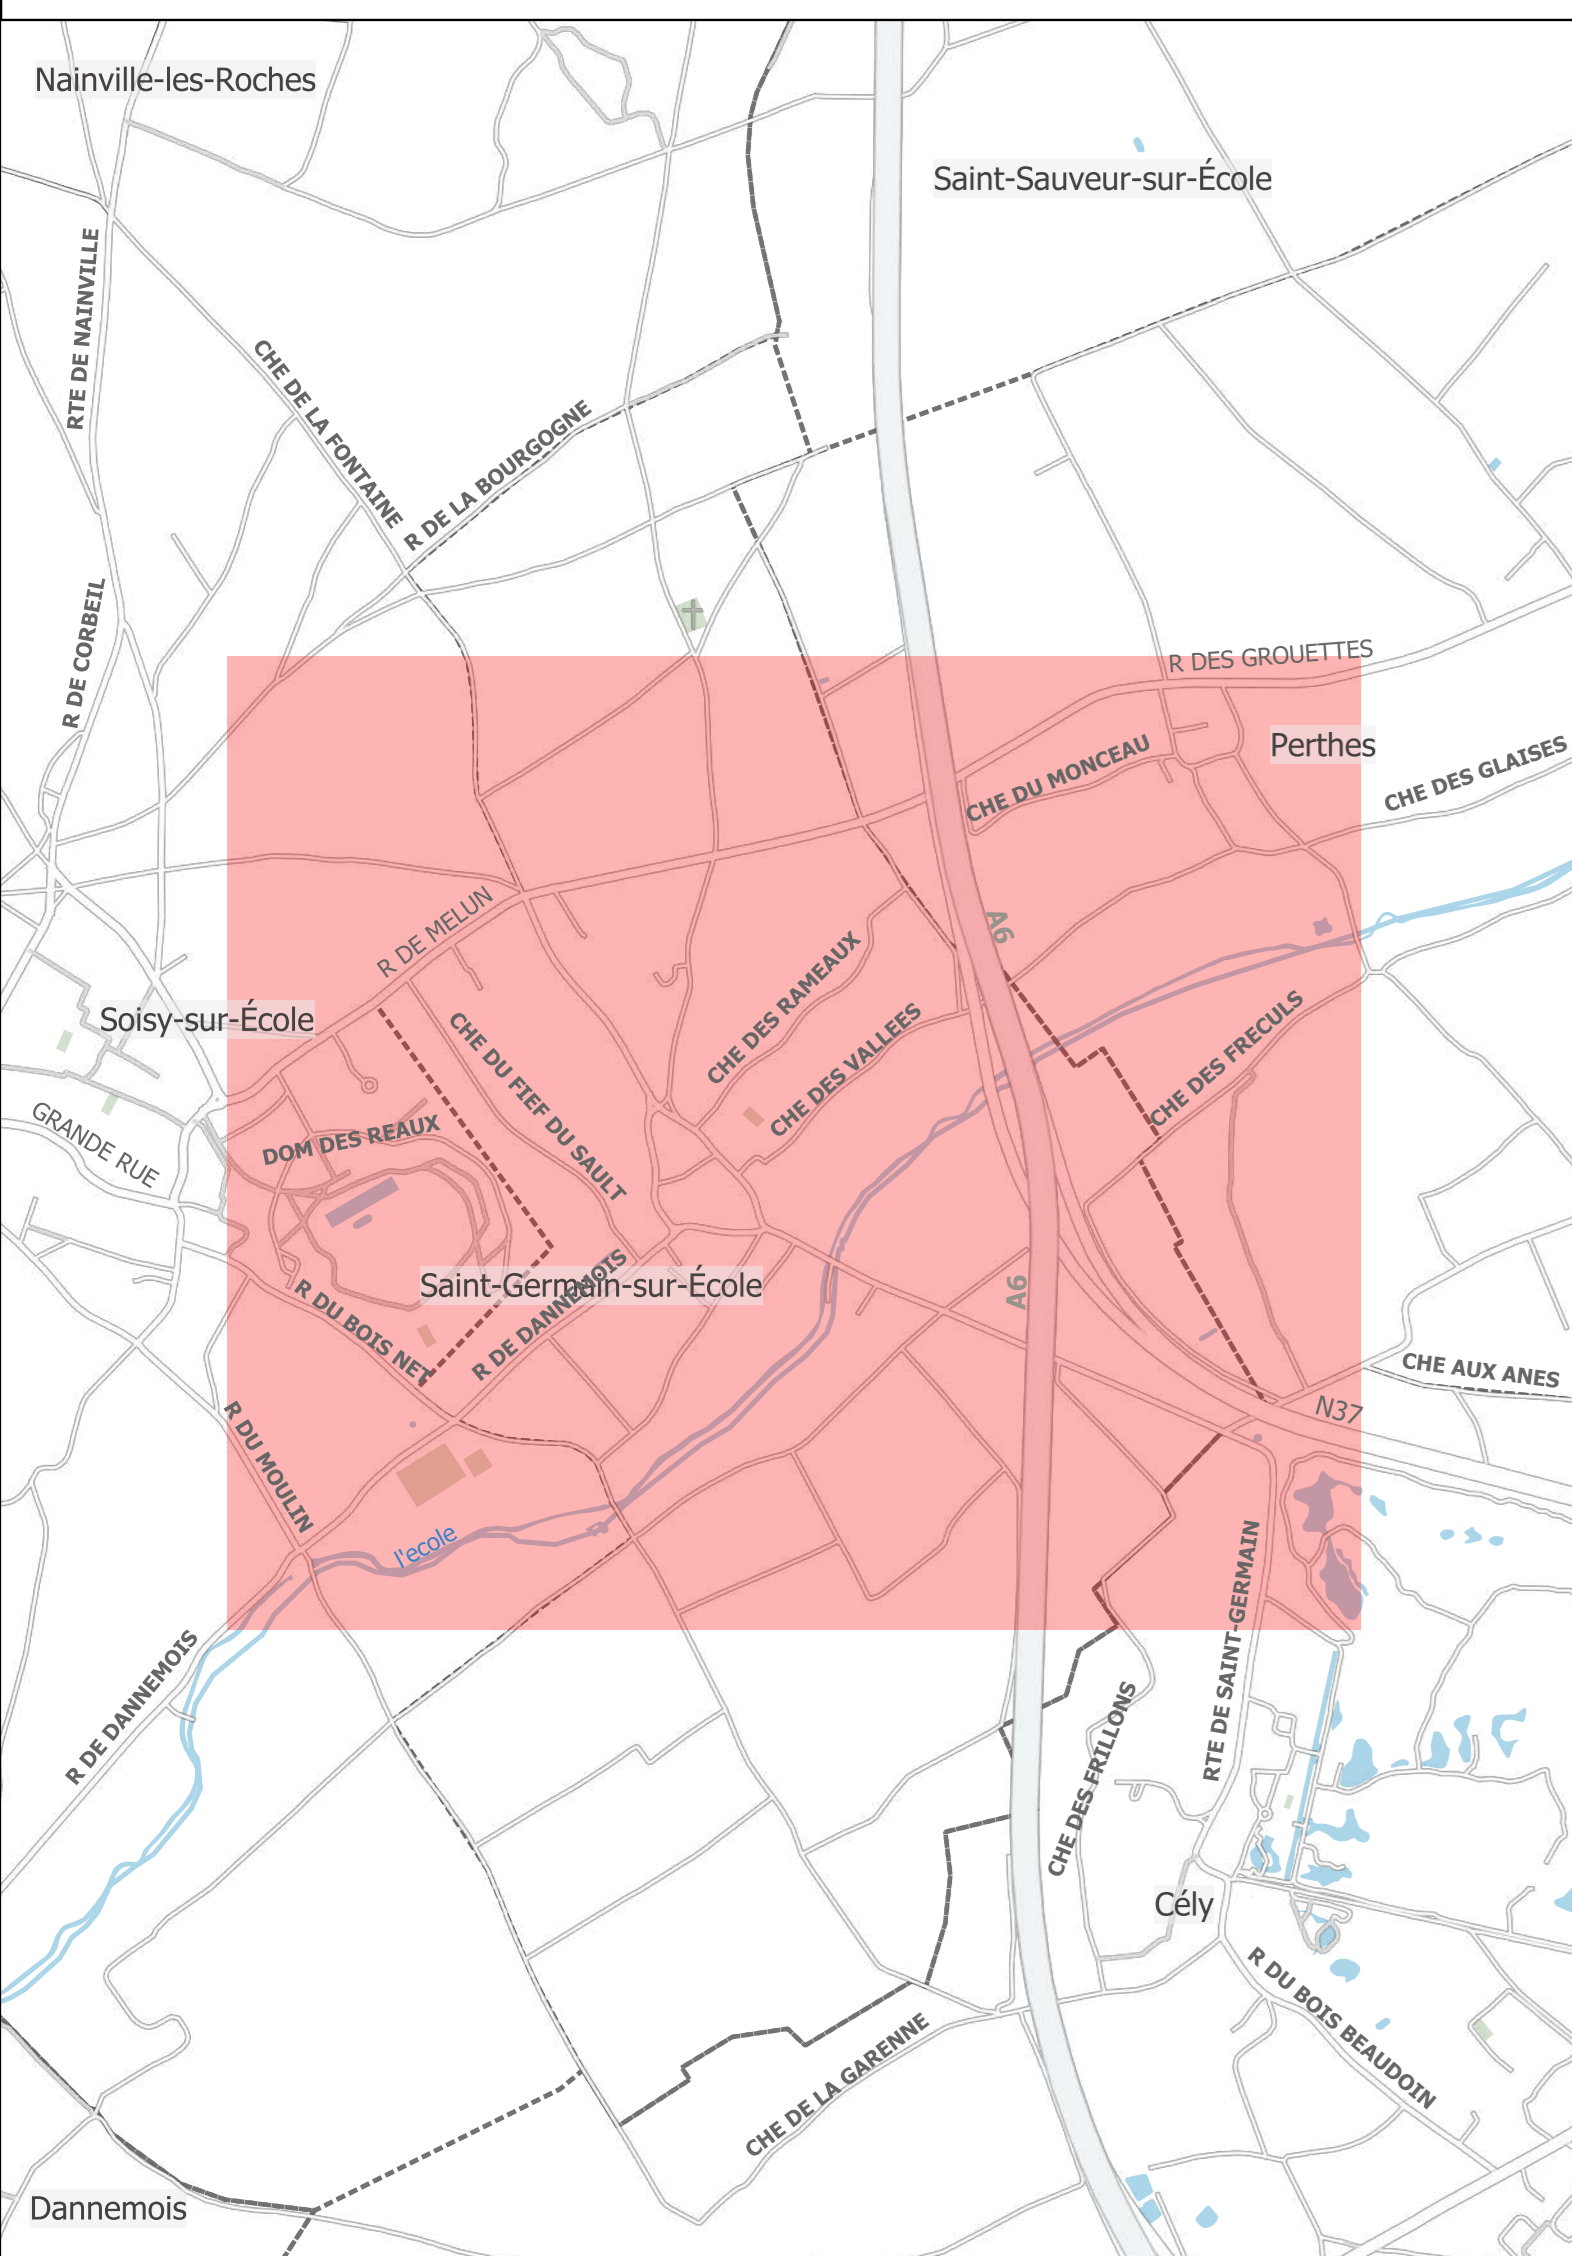 Nainville-les-Roches
Saint-Sauveur-sur-École
RTE DE NAINVILLE
CHE DE LA FONTAINE
R DE LA BOURGOGNE
R DE CORBEIL
R DES GROUETTES
Perthes
CHE DU MONCEAU
CHE DES GLAISES
R DE MELUN
A6
CHE DES RAMEAUX
Soisy-sur-École
CHE DU FIEF DU SAULT
CHE DES VALLEES
CHE DES FRECULS
GRANDE RUE
DOM DES REAUX
Saint-Germain-sur-École
R DU BOIS NET
R DE DANNEMOIS
A6
CHE AUX ANES
N37
R DU MOULIN
l'ecole
RTE DE SAINT-GERMAIN
R DE DANNEMOIS
CHE DES FRILLONS
Cély
R DU BOIS BEAUDOIN
CHE DE LA GARENNE
Dannemois